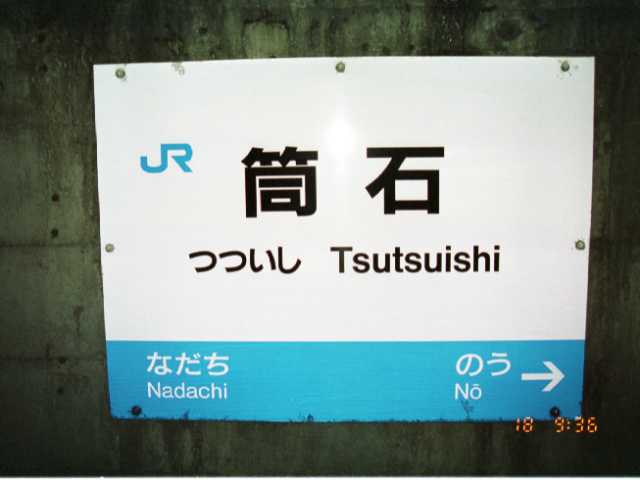 JR
筒石
つついし Tsutsuishi
なだち のう →
Nadachi Nō
18 9:36